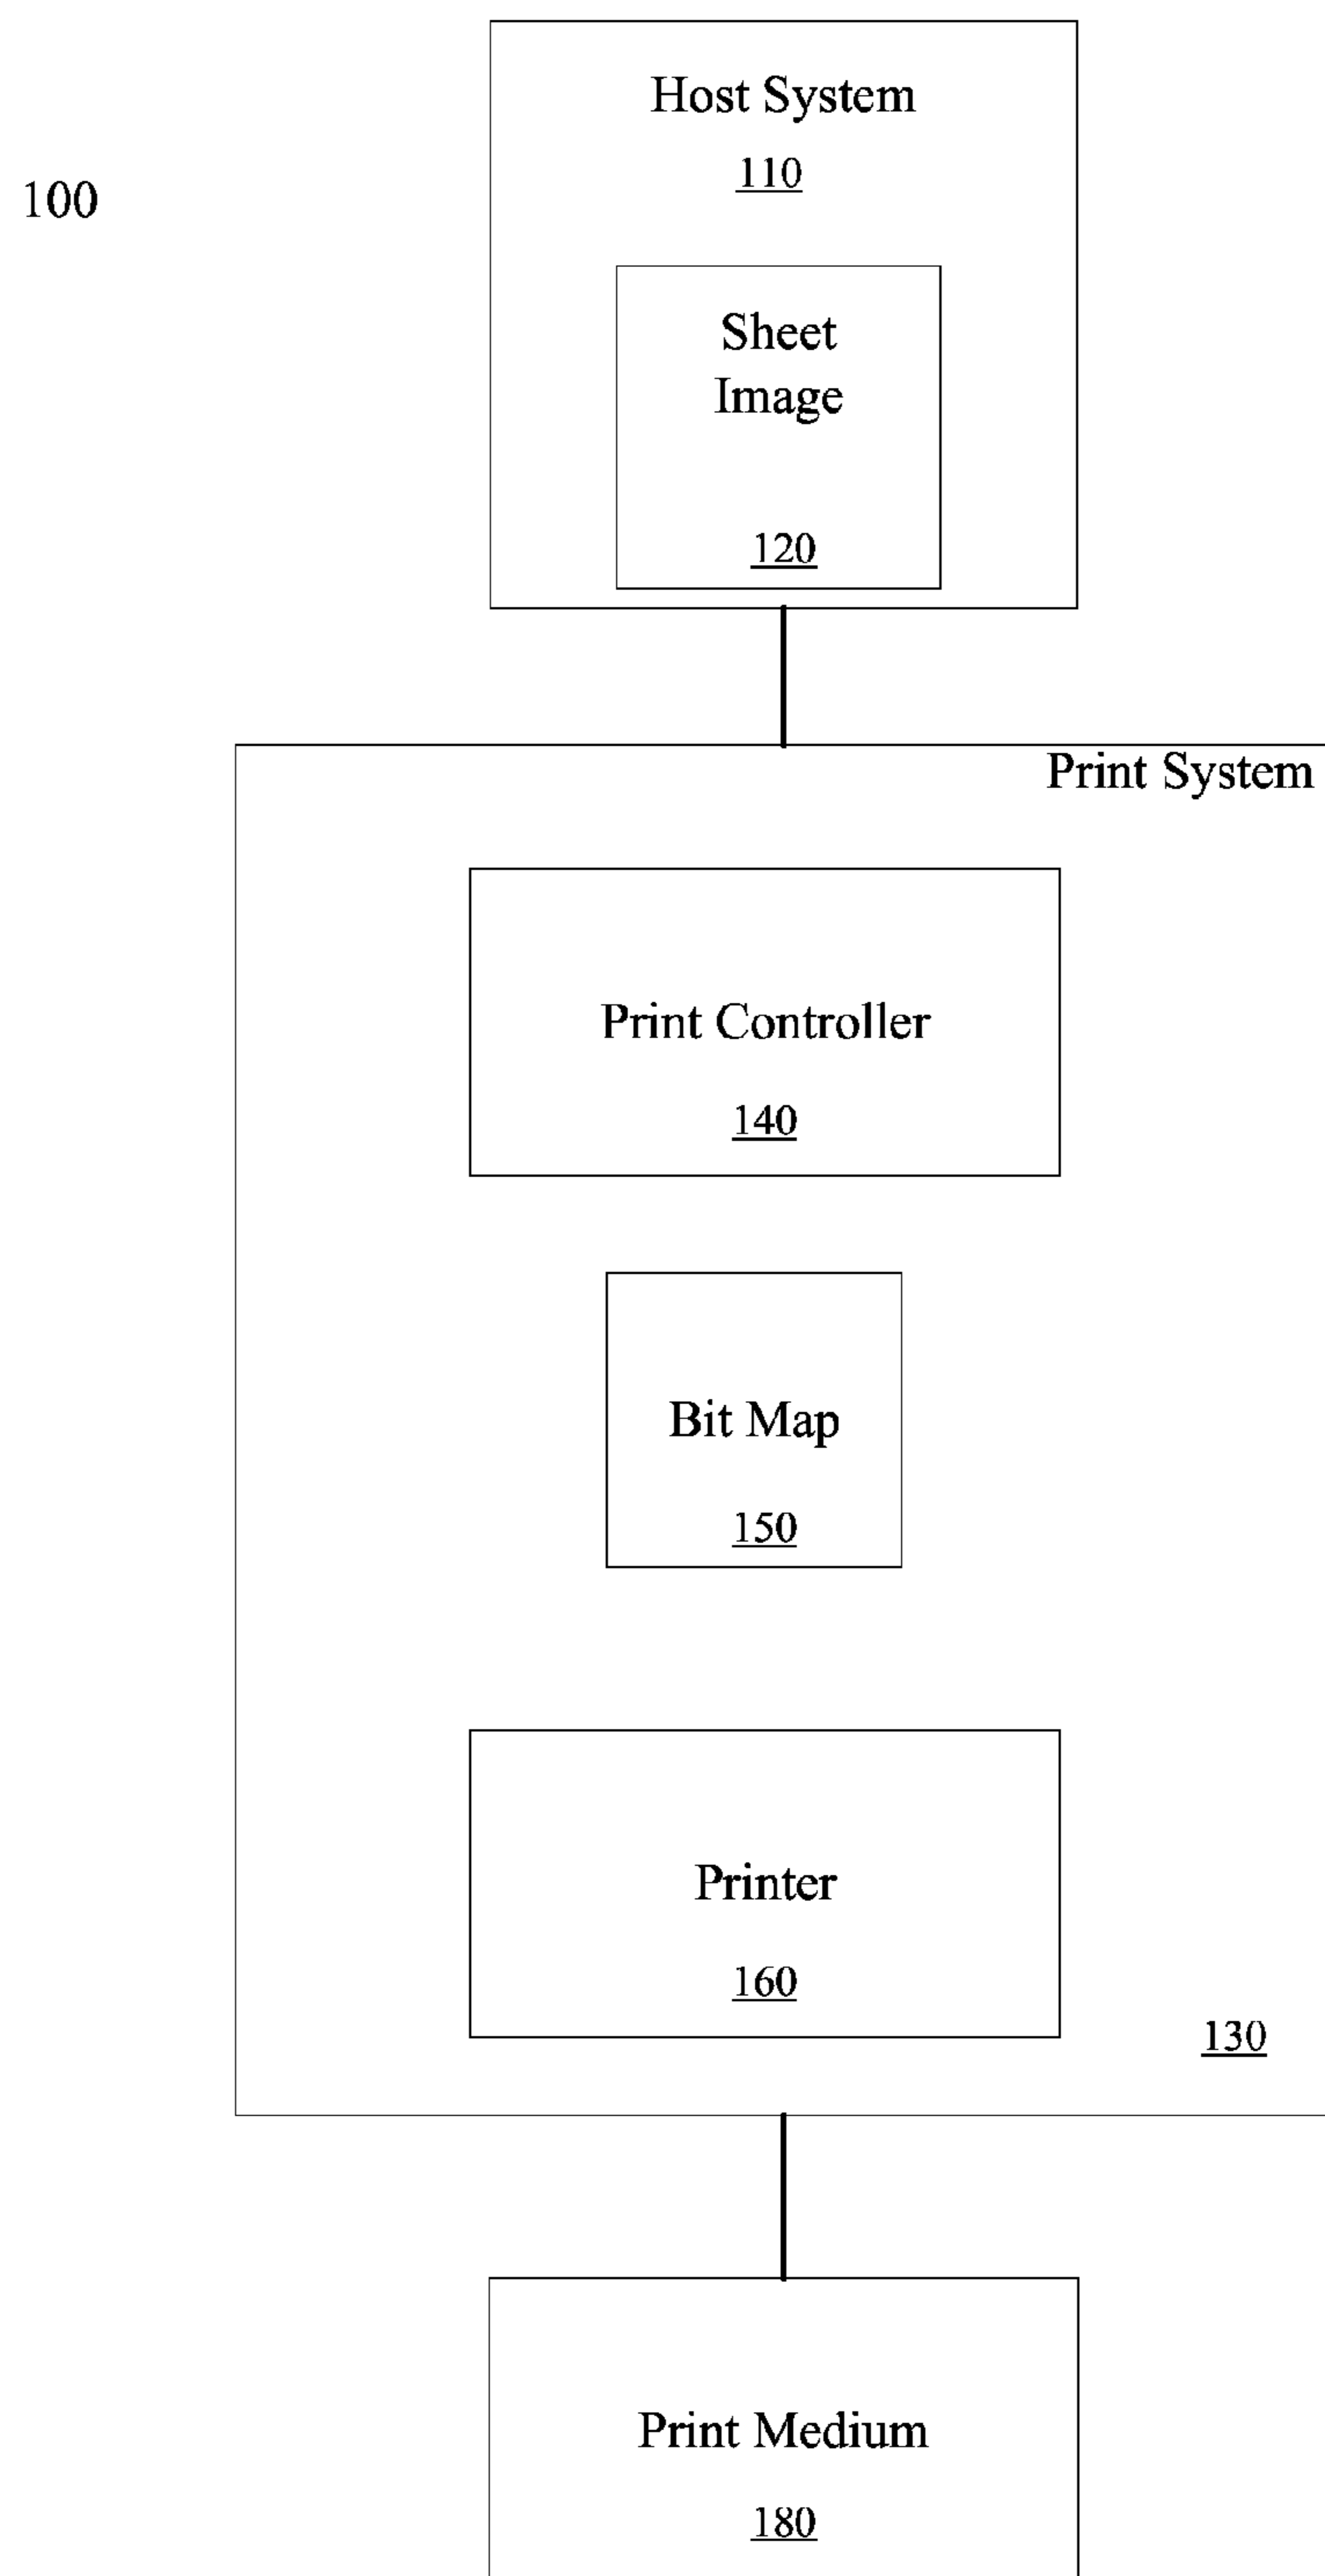 Host System
110
100
Sheet
Image
120
Print System
Print Controller
140
Bit Map
150
Printer
160
130
Print Medium
180